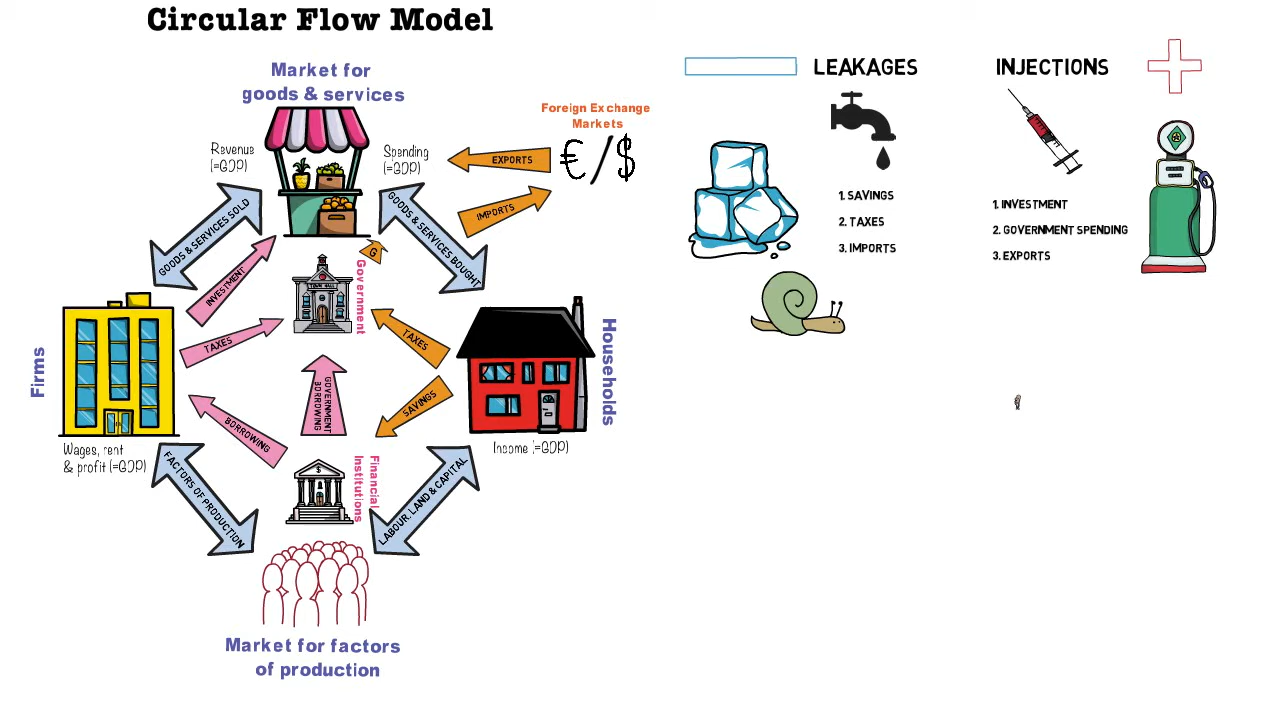 Circular Flow Model
Market for
goods & services
Revenue
(=GDP)
Spending
(=GDP)
Foreign Exchange
Markets
€/$
EXPORTS
IMPORTS
GOODS & SERVICES SOLD
GOODS & SERVICES BOUGHT
INVESTMENT
G
TOWN HALL
Government
TAXES
TAXES
Firms
Households
GOVERNMENT
BORROWING
SAVINGS
BORROWING
Wages, rent
& profit (=GDP)
Income (=GDP)
$
Financial
Institutions
FACTORS OF PRODUCTION
LABOUR, LAND & CAPITAL
Market for factors
of production
LEAKAGES
1. SAVINGS
2. TAXES
3. IMPORTS
INJECTIONS
1. INVESTMENT
2. GOVERNMENT SPENDING
3. EXPORTS